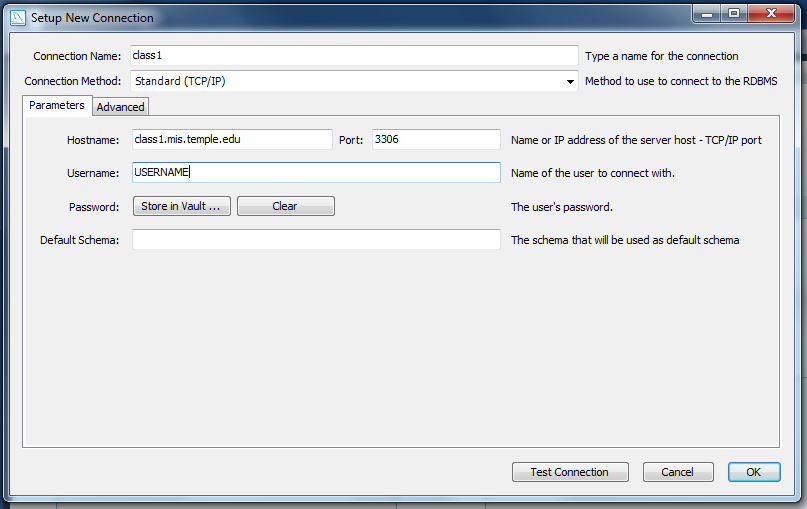 Setup New Connection
Connection Name: class1 Type a name for the connection
Connection Method: Standard (TCP/IP) Method to use to connect to the RDBMS
Parameters Advanced
Hostname: class1.mis.temple.edu Port: 3306 Name or IP address of the server host - TCP/IP port
Username: USERNAME Name of the user to connect with.
Password: Store in Vault ... Clear The user's password.
Default Schema: The schema that will be used as default schema
Test Connection Cancel OK